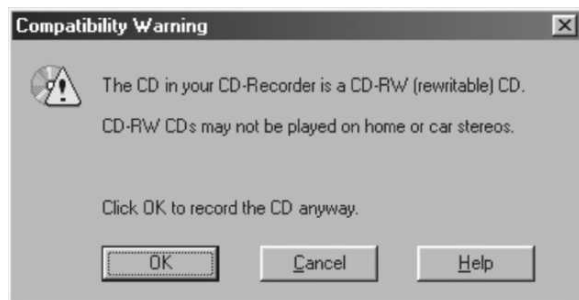 Compatibility Warning
The CD in your CD-Recorder is a CD-RW (rewritable) CD.
CD-RW CDs may not be played on home or car stereos.
Click OK to record the CD anyway.
OK
Cancel
Help